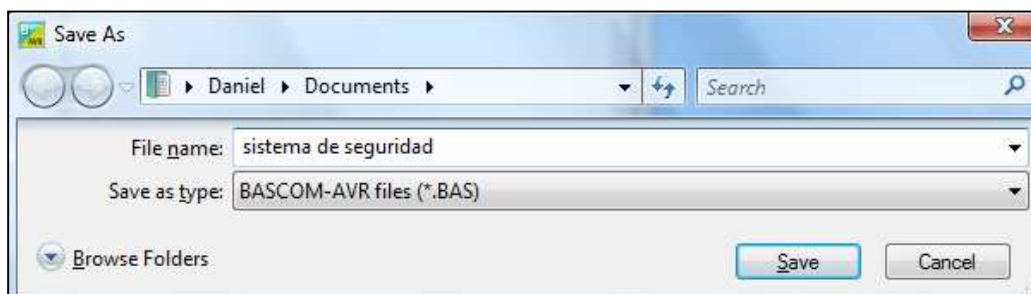 Save As
Daniel Documents Search
File name: sistema de seguridad
Save as type: BASCOM-AVR files (*.BAS)
Browse Folders Save Cancel